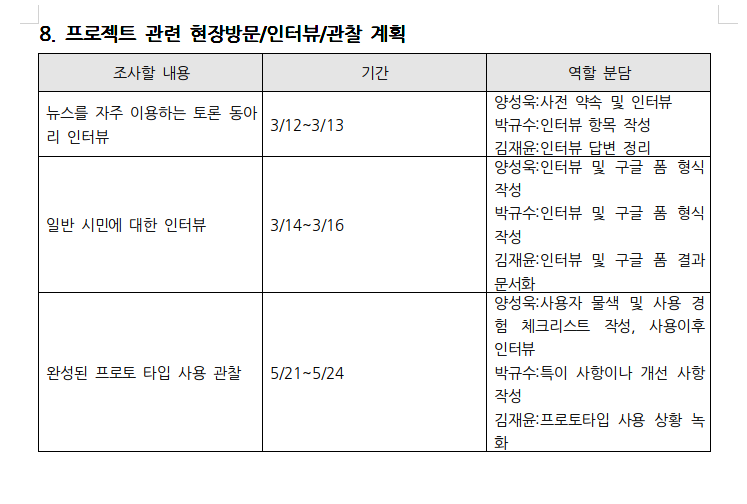 8. 프로젝트 관련 현장방문/인터뷰/관찰 계획
조사할 내용
기간
역할 분담
뉴스를 자주 이용하는 토론 동아
리 인터뷰
3/12~3/13
양성욱:사전 약속 및 인터뷰
박규수:인터뷰 항목 작성
김재윤:인터뷰 답변 정리
일반 시민에 대한 인터뷰
3/14~3/16
양성욱:인터뷰 및 구글 폼 형식
작성
박규수:인터뷰 및 구글 폼 형식
작성
김재윤:인터뷰 및 구글 폼 결과
문서화
완성된 프로토 타입 사용 관찰
5/21~5/24
양성욱:사용자 물색 및 사용 경
험 체크리스트 작성, 사용이후
인터뷰
박규수:특이 사항이나 개선 사항
작성
김재윤:프로토타입 사용 상황 녹
화